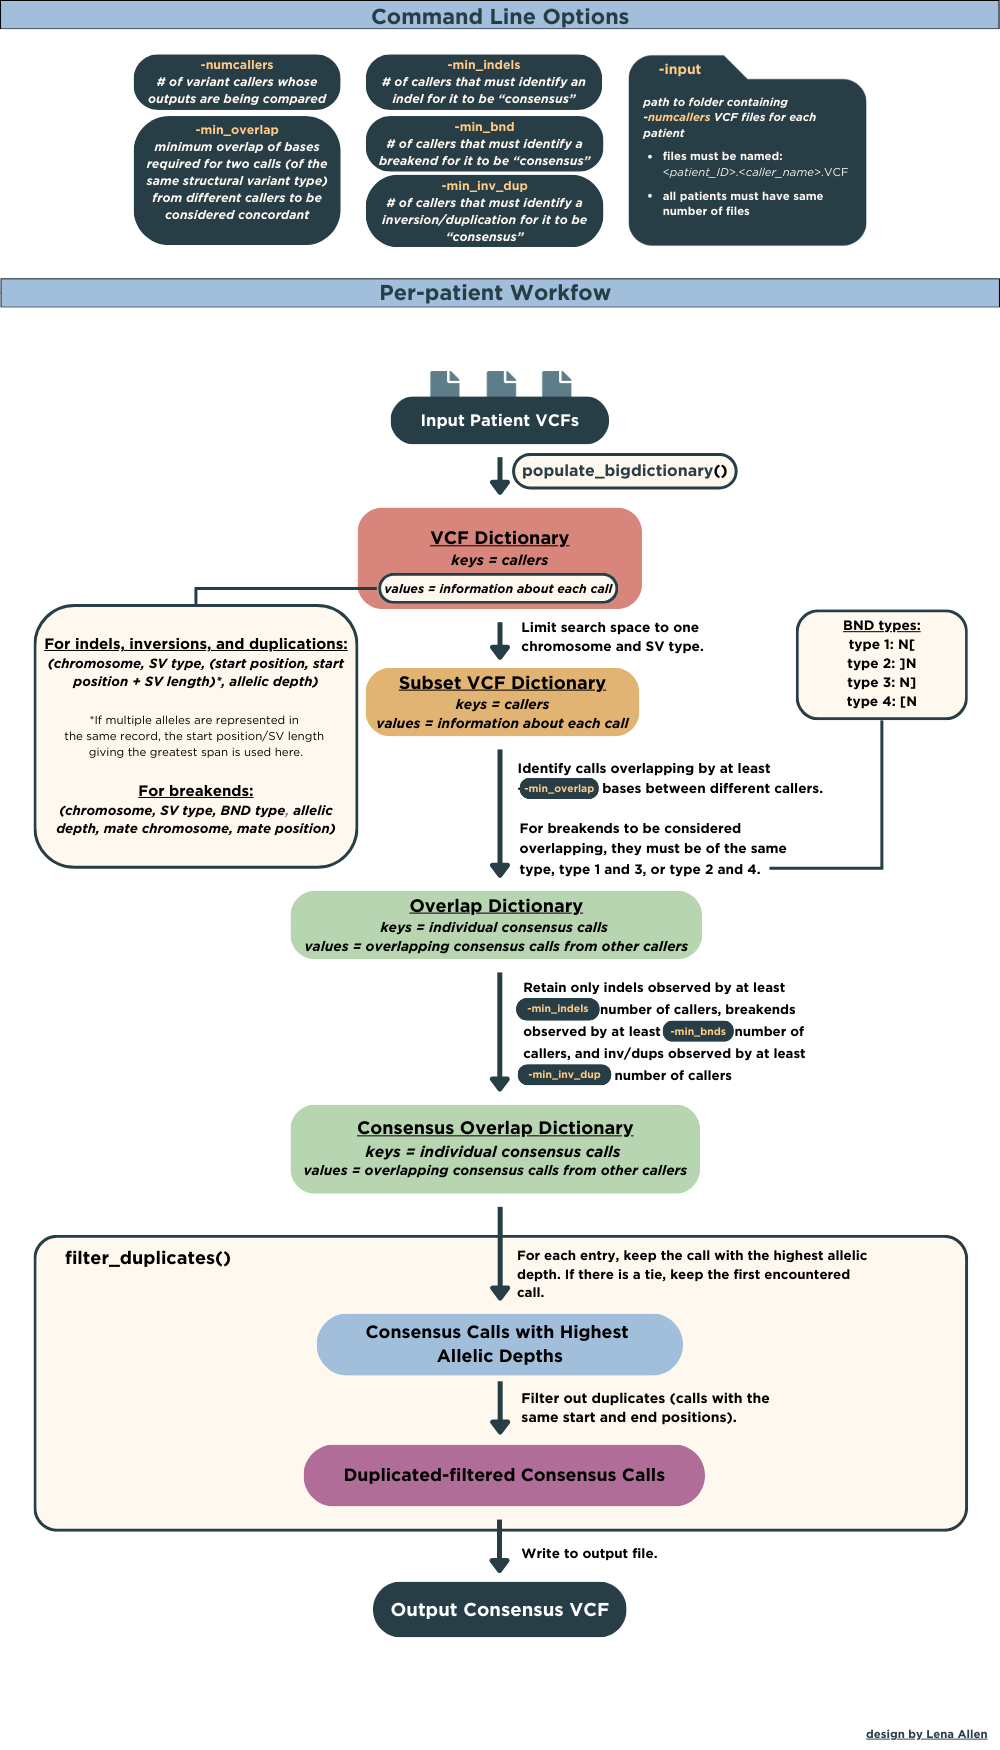 Command Line Options
-numcallers
# of variant callers whose
outputs are being compared
-min_overlap
minimum overlap of bases
required for two calls (of the
same structural variant type)
from different callers to be
considered concordant
-min_indels
# of callers that must identify an
indel for it to be “consensus”
-min_bnd
# of callers that must identify a
breakend for it to be “consensus”
-min_inv_dup
# of callers that must identify a
inversion/duplication for it to be
“consensus”
-input
path to folder containing
-numcallers VCF files for each
patient
• files must be named:
<patient_ID>.<caller_name>.VCF
• all patients must have same
number of files
Per-patient Workfow
Input Patient VCFs
populate_bigdictionary()
VCF Dictionary
keys = callers
values = information about each call
For indels, inversions, and duplications:
(chromosome, SV type, (start position, start
position + SV length)*, allelic depth)
*If multiple alleles are represented in
the same record, the start position/SV length
giving the greatest span is used here.
For breakends:
(chromosome, SV type, BND type, allelic
depth, mate chromosome, mate position)
Limit search space to one
chromosome and SV type.
BND types:
type 1: N[
type 2: ]N
type 3: N]
type 4: [N
Subset VCF Dictionary
keys = callers
values = information about each call
Identify calls overlapping by at least
-min_overlap bases between different callers.
For breakends to be considered
overlapping, they must be of the same
type, type 1 and 3, or type 2 and 4.
Overlap Dictionary
keys = individual consensus calls
values = overlapping consensus calls from other callers
Retain only indels observed by at least
-min_indels number of callers, breakends
observed by at least -min_bnds number of
callers, and inv/dups observed by at least
-min_inv_dup number of callers
Consensus Overlap Dictionary
keys = individual consensus calls
values = overlapping consensus calls from other callers
filter_duplicates()
For each entry, keep the call with the highest allelic
depth. If there is a tie, keep the first encountered
call.
Consensus Calls with Highest
Allelic Depths
Filter out duplicates (calls with the
same start and end positions).
Duplicated-filtered Consensus Calls
Write to output file.
Output Consensus VCF
design by Lena Allen